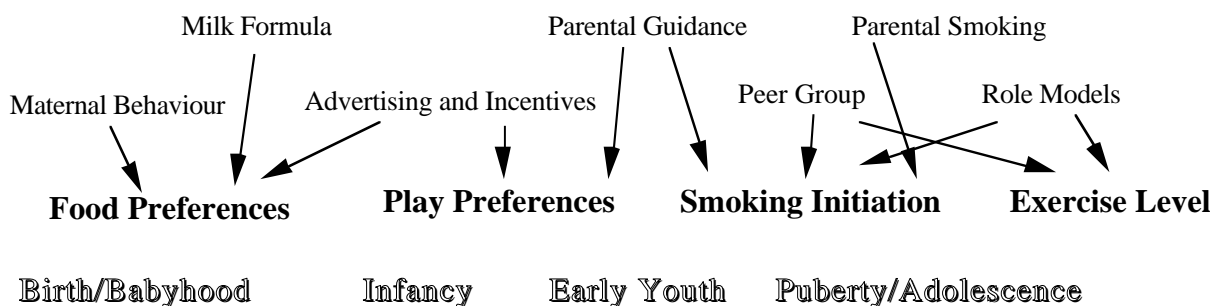 Milk Formula Parental Guidance Parental Smoking
Maternal Behaviour Advertising and Incentives Peer Group Role Models
Food Preferences Play Preferences Smoking Initiation Exercise Level
Birth/Babyhood Infancy Early Youth Puberty/Adolescence